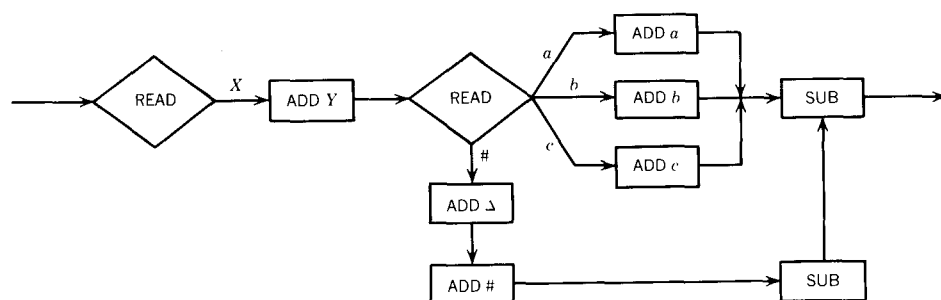 READ
X
ADD Y
READ
a
ADD a
b
ADD b
c
ADD c
SUB
#
ADD Δ
ADD #
SUB